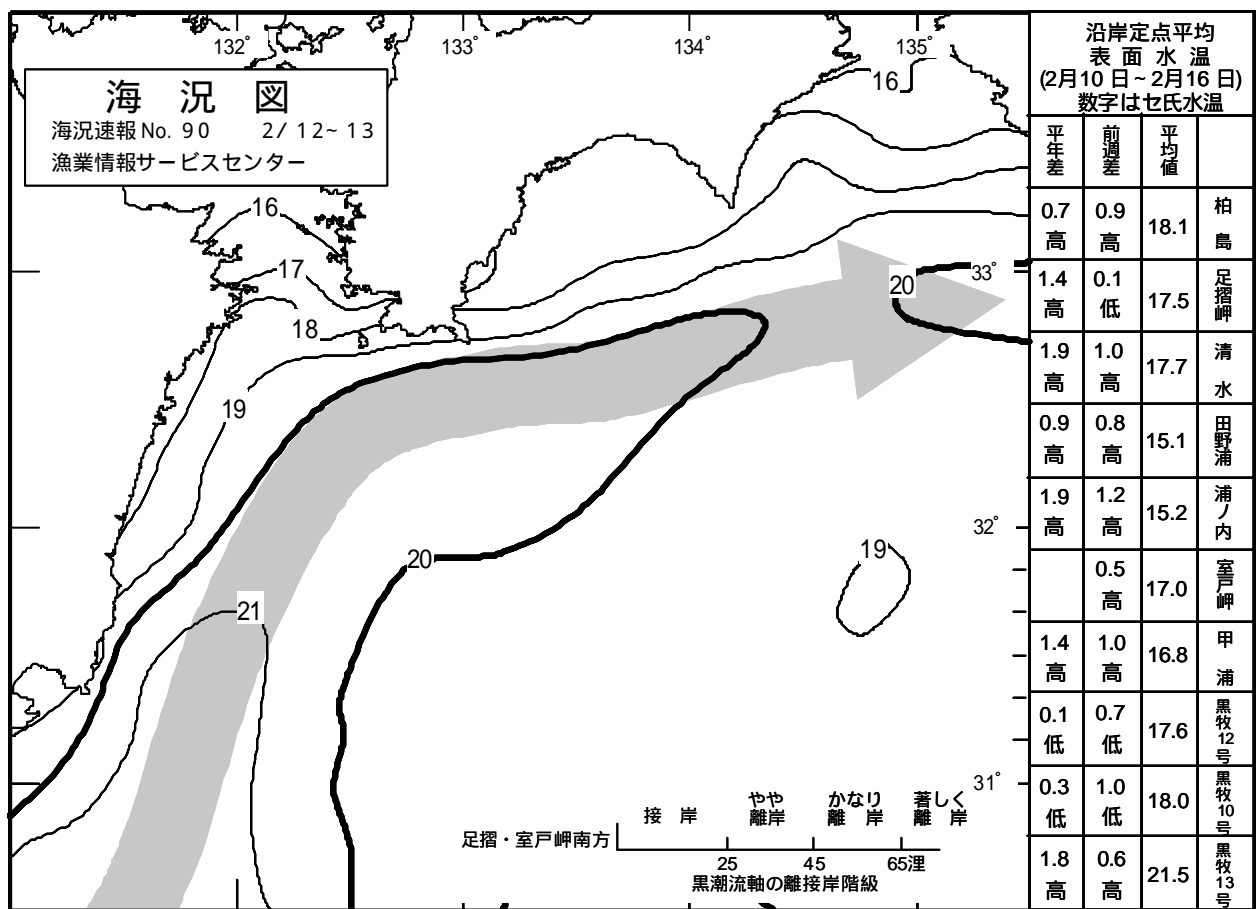 海 況 図
海況速報 No. 90 2/ 12~ 13
漁業情報サービスセンター
132°
133°
134°
135°
16
16
17
18
19
20
33°
20
32°
19
21
31°
接 岸
やや
離岸
かなり
離 岸
著しく
離 岸
足摺・室戸岬南方
25 45 65浬
黒潮流軸の離接岸階級
沿岸定点平均
表 面 水 温
(2月10 日 ~ 2月16 日)
数字はセ氏水温
平年差 前週差 平均値
0.7 高 0.9 高 18.1 柏 島
1.4 高 0.1 低 17.5 足摺岬
1.9 高 1.0 高 17.7 清 水
0.9 高 0.8 高 15.1 田野浦
1.9 高 1.2 高 15.2 浦ノ内
0.5 高 17.0 室戸岬
1.4 高 1.0 高 16.8 甲 浦
0.1 低 0.7 低 17.6 黒牧12号
0.3 低 1.0 低 18.0 黒牧10号
1.8 高 0.6 高 21.5 黒牧13号